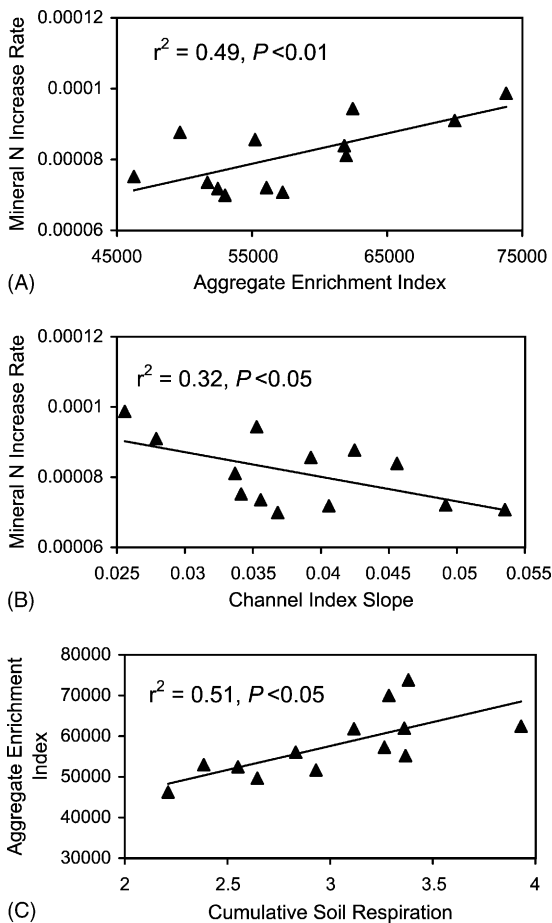 0.00012
0.0001
0.00008
0.00006
Mineral N Increase Rate
r² = 0.49, P<0.01
45000 55000 65000 75000
(A) Aggregate Enrichment Index
0.00012
0.0001
0.00008
0.00006
Mineral N Increase Rate
r² = 0.32, P<0.05
0.025 0.03 0.035 0.04 0.045 0.05 0.055
(B) Channel Index Slope
80000
70000
60000
50000
40000
30000
Aggregate Enrichment
Index
r² = 0.51, P<0.05
2 2.5 3 3.5 4
(C) Cumulative Soil Respiration